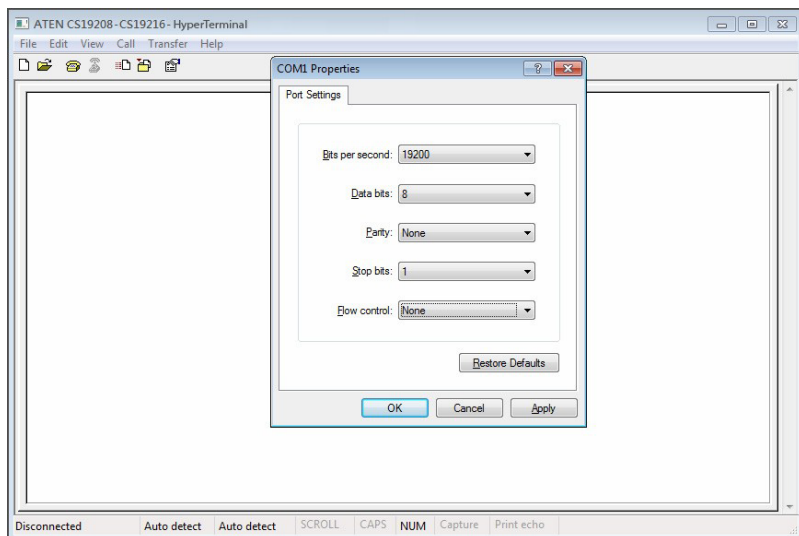 ATEN CS19208-CS19216 - HyperTerminal
File Edit View Call Transfer Help
COM1 Properties
Port Settings
Bits per second: 19200
Data bits: 8
Parity: None
Stop bits: 1
Flow control: None
Restore Defaults
OK Cancel Apply
Disconnected Auto detect Auto detect SCROLL CAPS NUM Capture Print echo